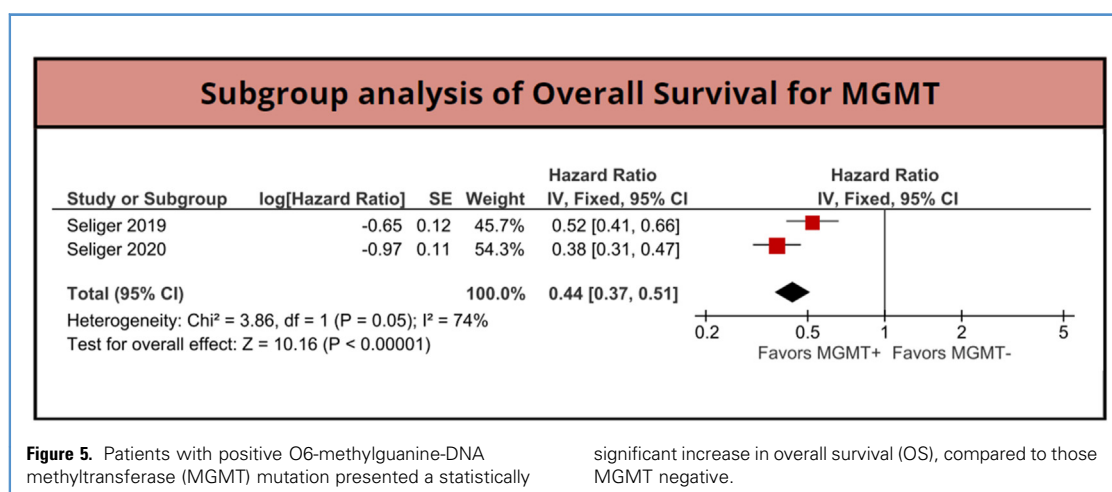 Subgroup analysis of Overall Survival for MGMT
Hazard Ratio Hazard Ratio
Study or Subgroup log[Hazard Ratio] SE Weight IV, Fixed, 95% CI IV, Fixed, 95% CI
Seliger 2019 -0.65 0.12 45.7% 0.52 [0.41, 0.66]
Seliger 2020 -0.97 0.11 54.3% 0.38 [0.31, 0.47]
Total (95% CI) 100.0% 0.44 [0.37, 0.51]
Heterogeneity: Chi² = 3.86, df = 1 (P = 0.05); I² = 74%
Test for overall effect: Z = 10.16 (P < 0.00001)
0.2 0.5 1 2 5
Favors MGMT+ Favors MGMT-
Figure 5. Patients with positive O6-methylguanine-DNA
methyltransferase (MGMT) mutation presented a statistically
significant increase in overall survival (OS), compared to those
MGMT negative.